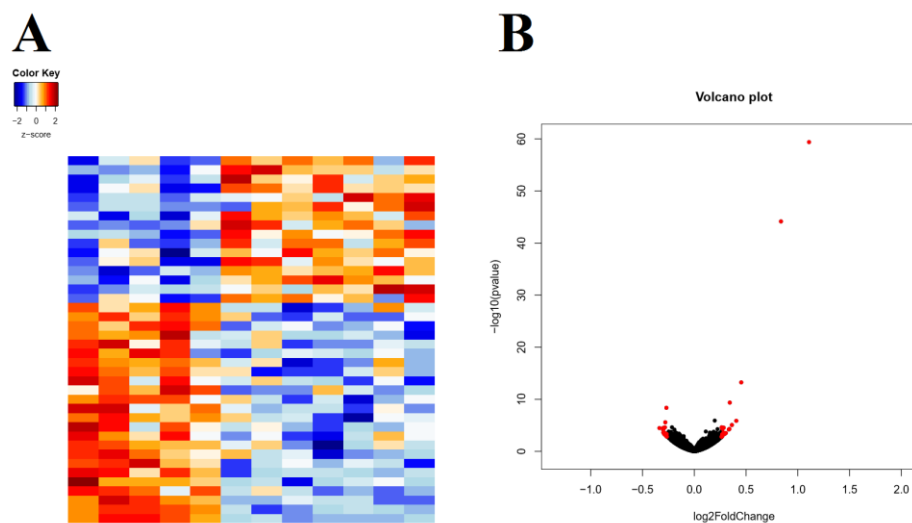 A
B
Color Key
−2 0 2
z−score
Volcano plot
60
50
40
30
20
10
0
−log10(pvalue)
−1.0 −0.5 0.0 0.5 1.0 1.5 2.0
log2FoldChange